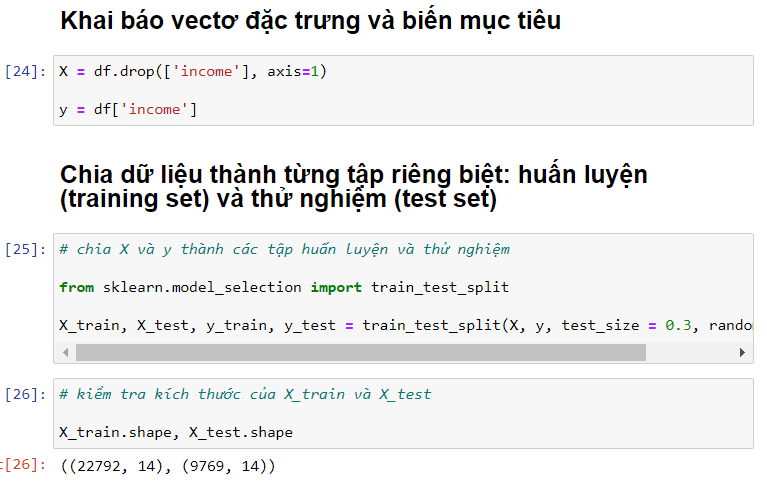 Khai báo vectơ đặc trưng và biến mục tiêu
[24]: X = df.drop(['income'], axis=1)
y = df['income']
Chia dữ liệu thành từng tập riêng biệt: huấn luyện
(training set) và thử nghiệm (test set)
[25]: # chia X và y thành các tập huấn luyện và thử nghiệm
from sklearn.model_selection import train_test_split
X_train, X_test, y_train, y_test = train_test_split(X, y, test_size = 0.3, rando
[26]: # kiểm tra kích thước của X_train và X_test
X_train.shape, X_test.shape
t[26]: ((22792, 14), (9769, 14))